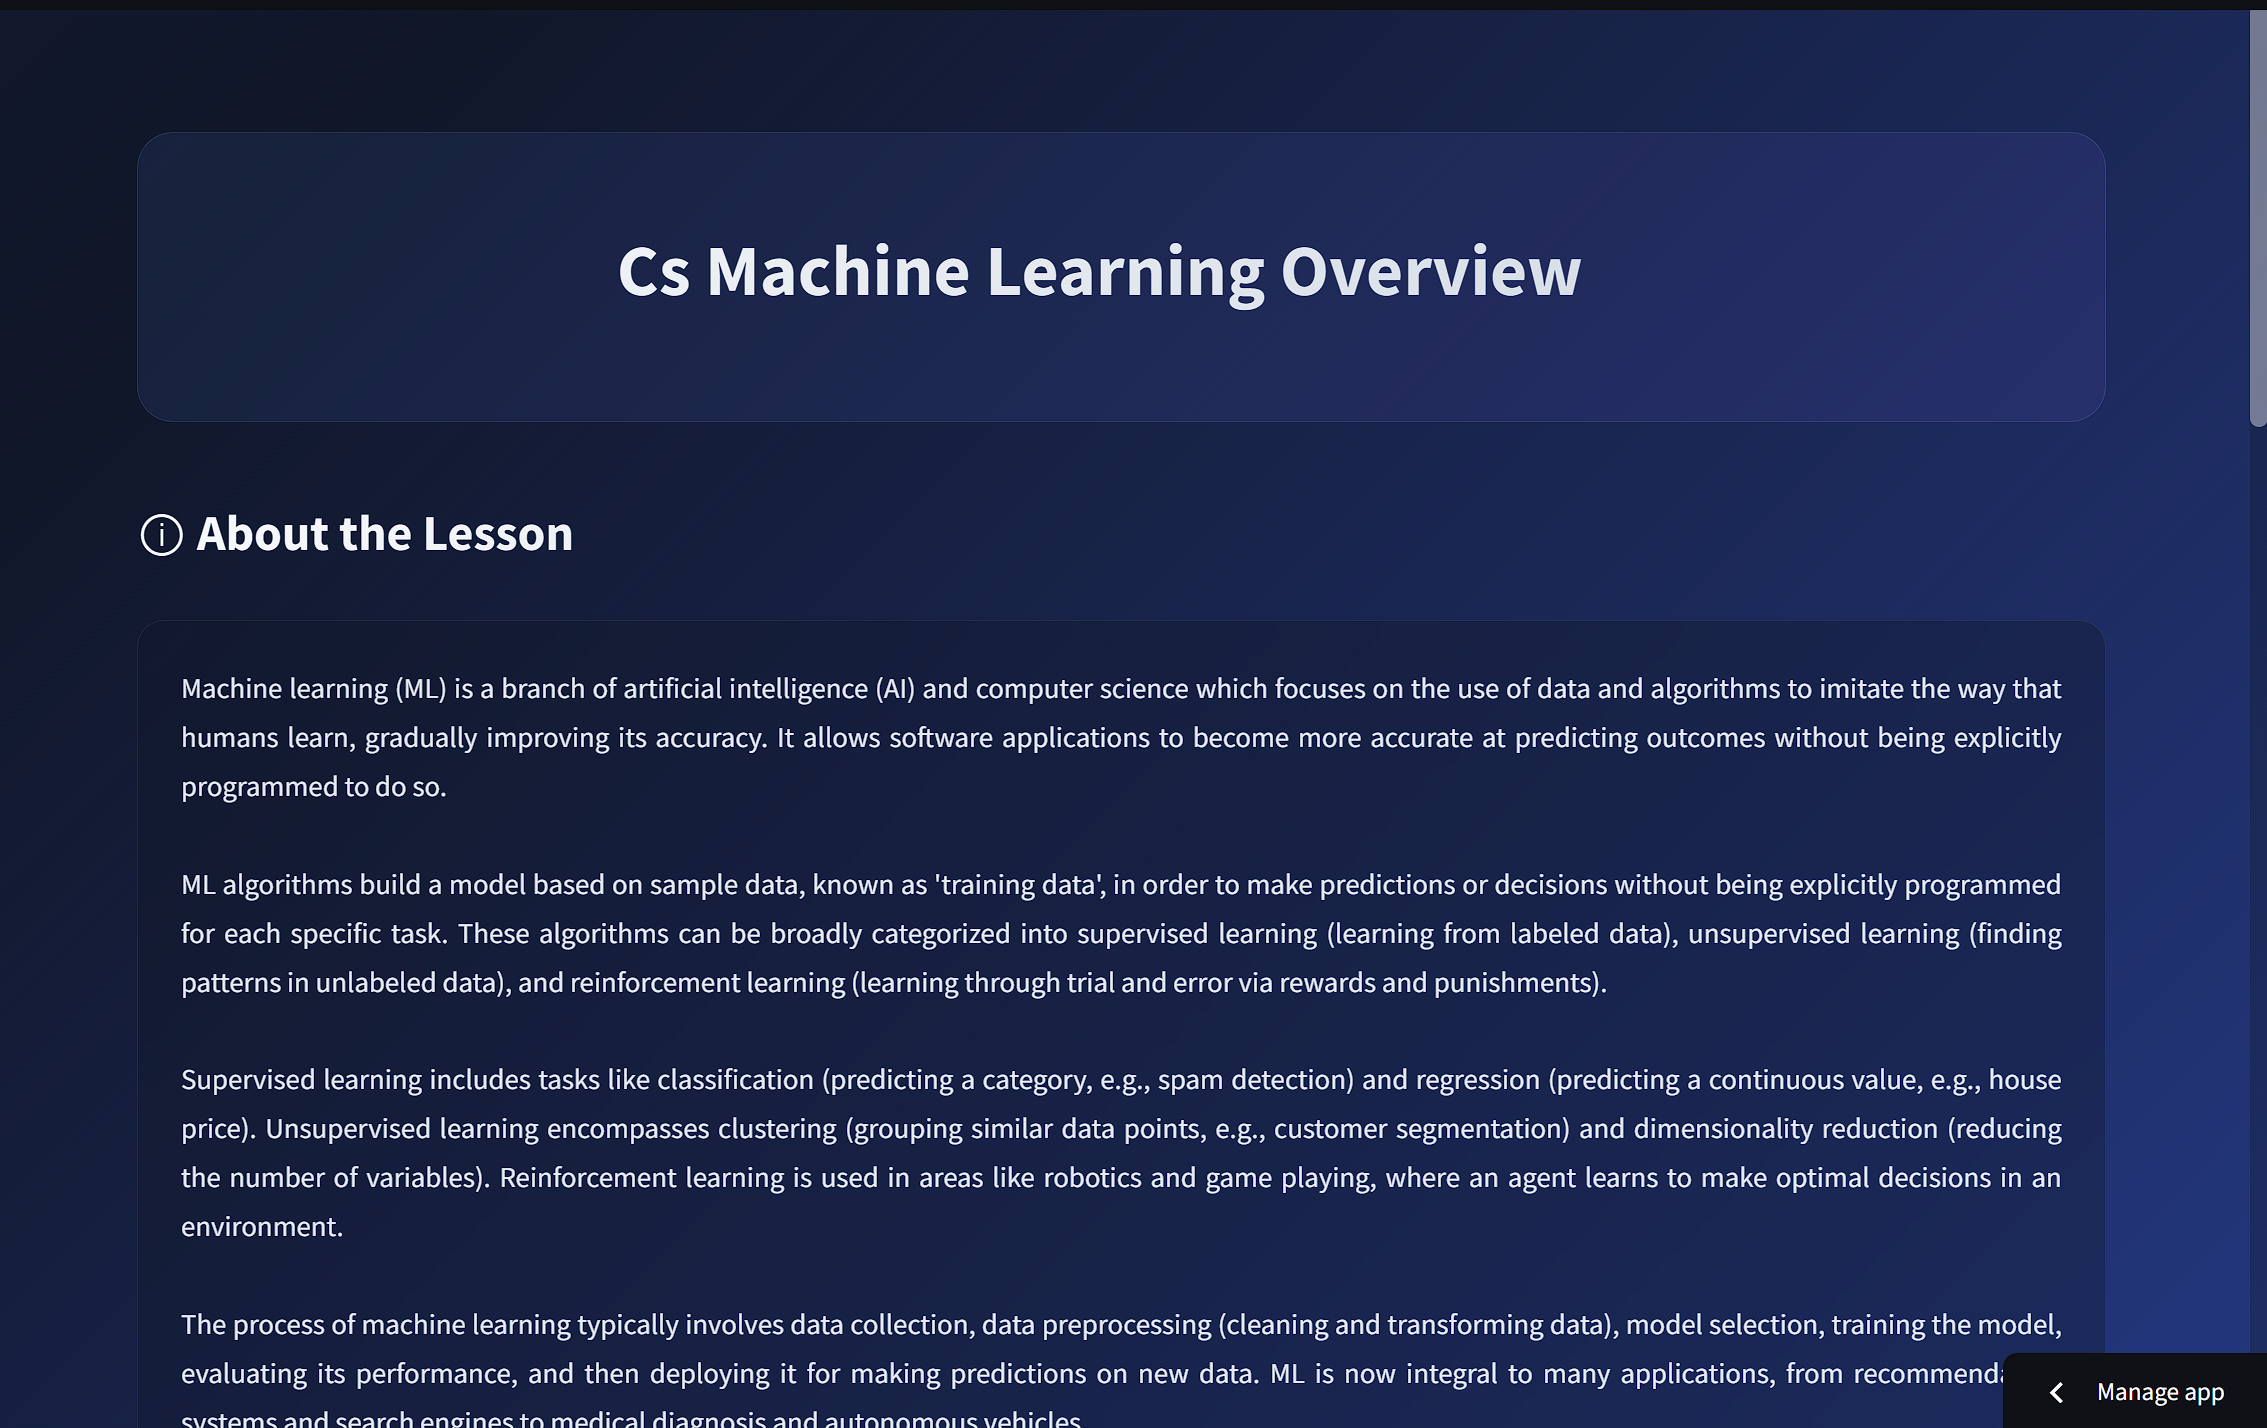 Cs Machine Learning Overview
About the Lesson
Machine learning (ML) is a branch of artificial intelligence (AI) and computer science which focuses on the use of data and algorithms to imitate the way that
humans learn, gradually improving its accuracy. It allows software applications to become more accurate at predicting outcomes without being explicitly
programmed to do so.
ML algorithms build a model based on sample data, known as 'training data', in order to make predictions or decisions without being explicitly programmed
for each specific task. These algorithms can be broadly categorized into supervised learning (learning from labeled data), unsupervised learning (finding
patterns in unlabeled data), and reinforcement learning (learning through trial and error via rewards and punishments).
Supervised learning includes tasks like classification (predicting a category, e.g., spam detection) and regression (predicting a continuous value, e.g., house
price). Unsupervised learning encompasses clustering (grouping similar data points, e.g., customer segmentation) and dimensionality reduction (reducing
the number of variables). Reinforcement learning is used in areas like robotics and game playing, where an agent learns to make optimal decisions in an
environment.
The process of machine learning typically involves data collection, data preprocessing (cleaning and transforming data), model selection, training the model,
evaluating its performance, and then deploying it for making predictions on new data. ML is now integral to many applications, from
systems and search engines to medical diagnosis and autonomous vehicles.
Manage app